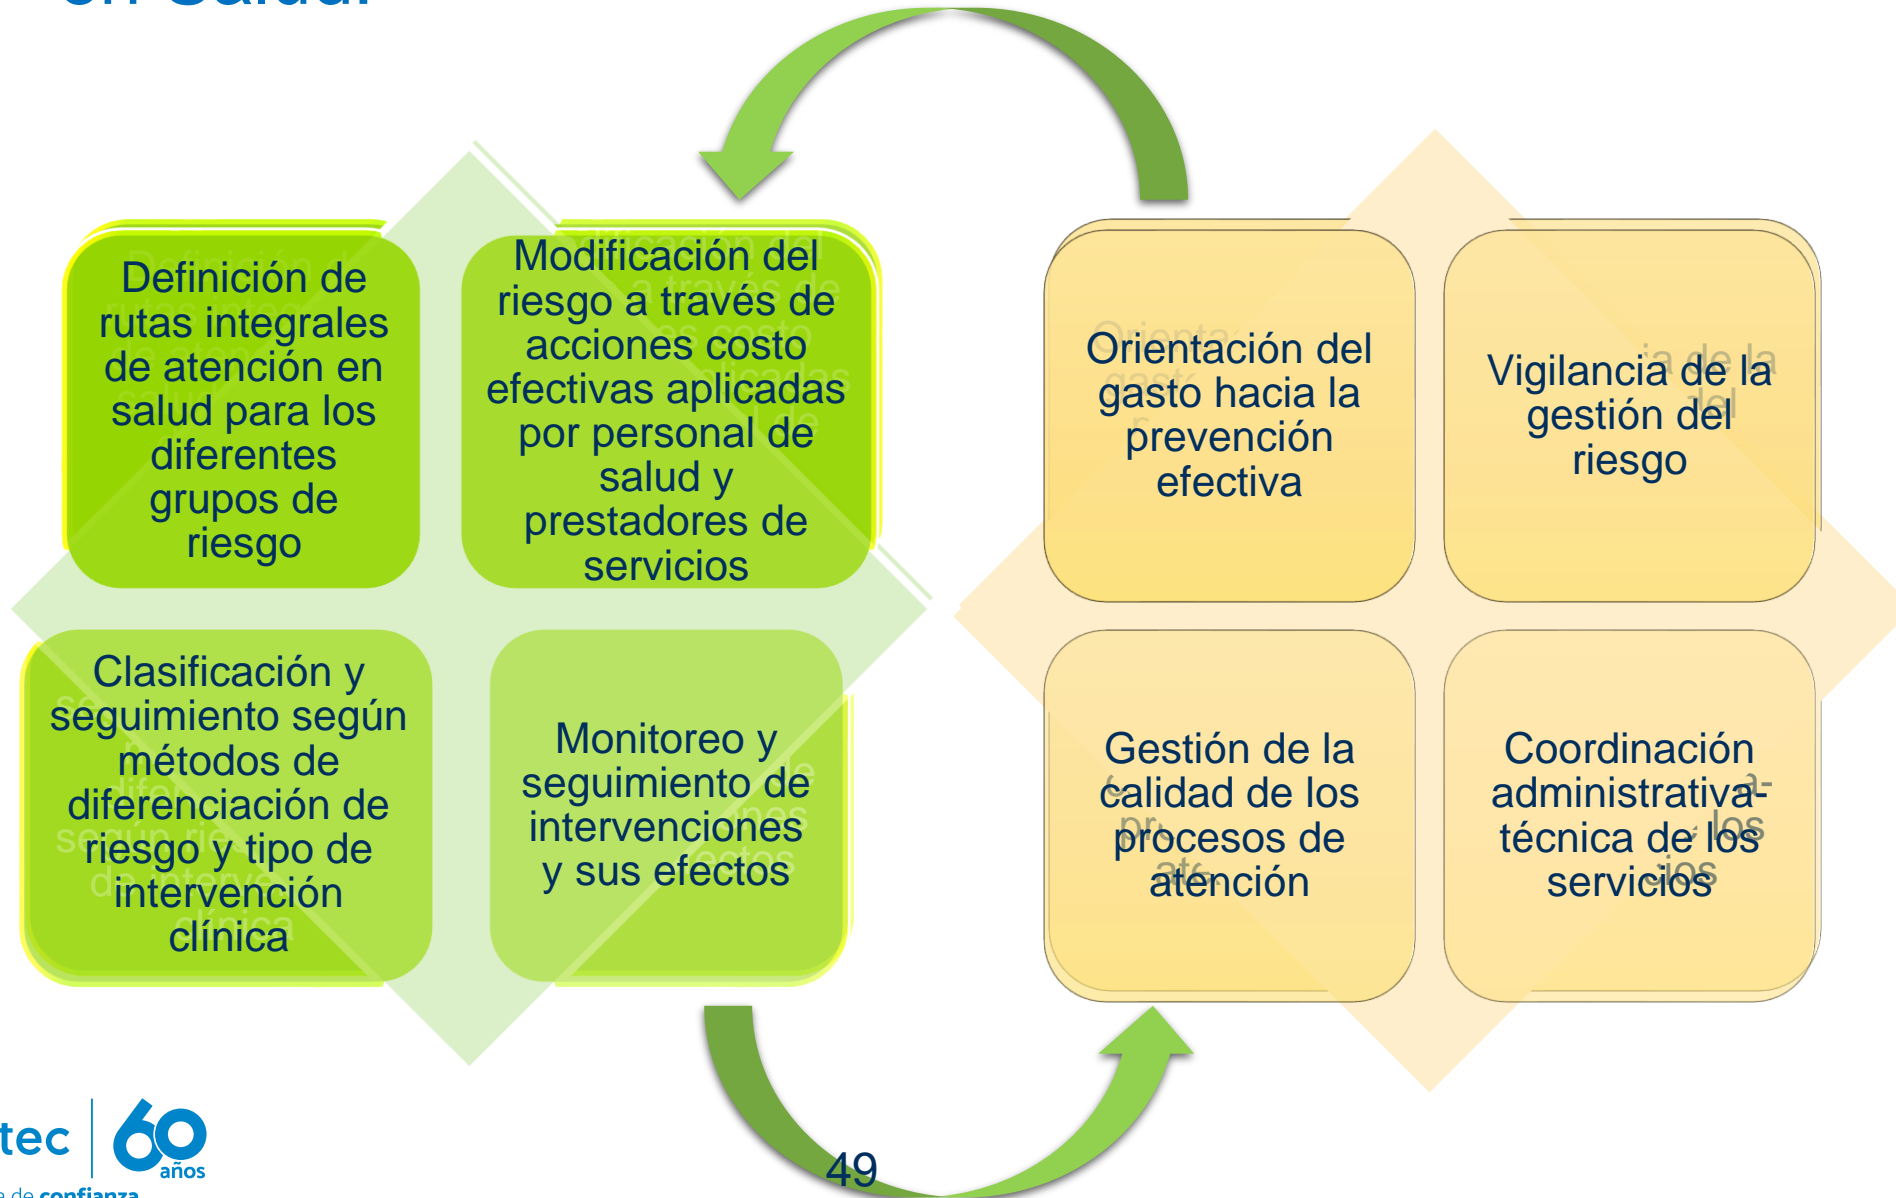 en Salud.
Definición de
rutas integrales
de atención en
salud para los
diferentes
grupos de
riesgo
Modificación del
riesgo a través de
acciones costo
efectivas aplicadas
por personal de
salud y
prestadores de
servicios
Clasificación y
seguimiento según
métodos de
diferenciación de
riesgo y tipo de
intervención
clínica
Monitoreo y
seguimiento de
intervenciones
y sus efectos
Orientación del
gasto hacia la
prevención
efectiva
Vigilancia de la
gestión del
riesgo
Gestión de la
calidad de los
procesos de
atención
Coordinación
administrativa-
técnica de los
servicios
tec
60
años
de confianza
49